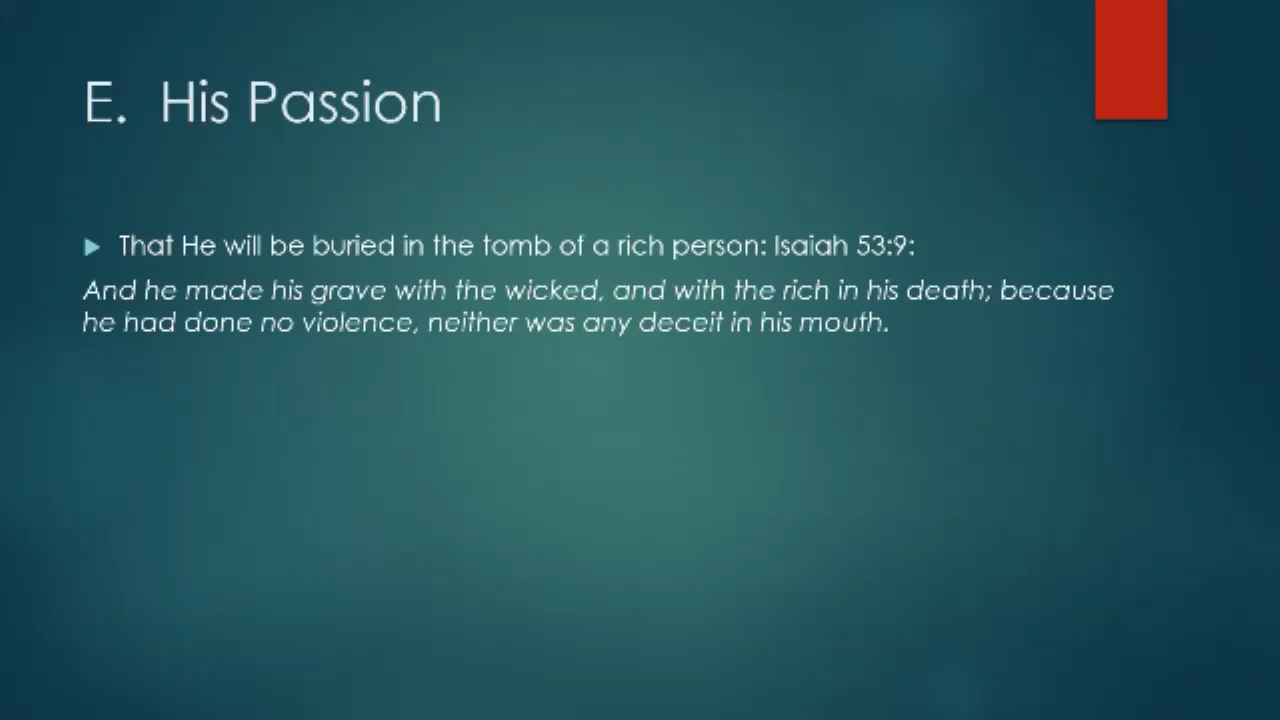 E. His Passion
That He will be buried in the tomb of a rich person: Isaiah 53:9:
And he made his grave with the wicked, and with the rich in his death; because
he had done no violence, neither was any deceit in his mouth.